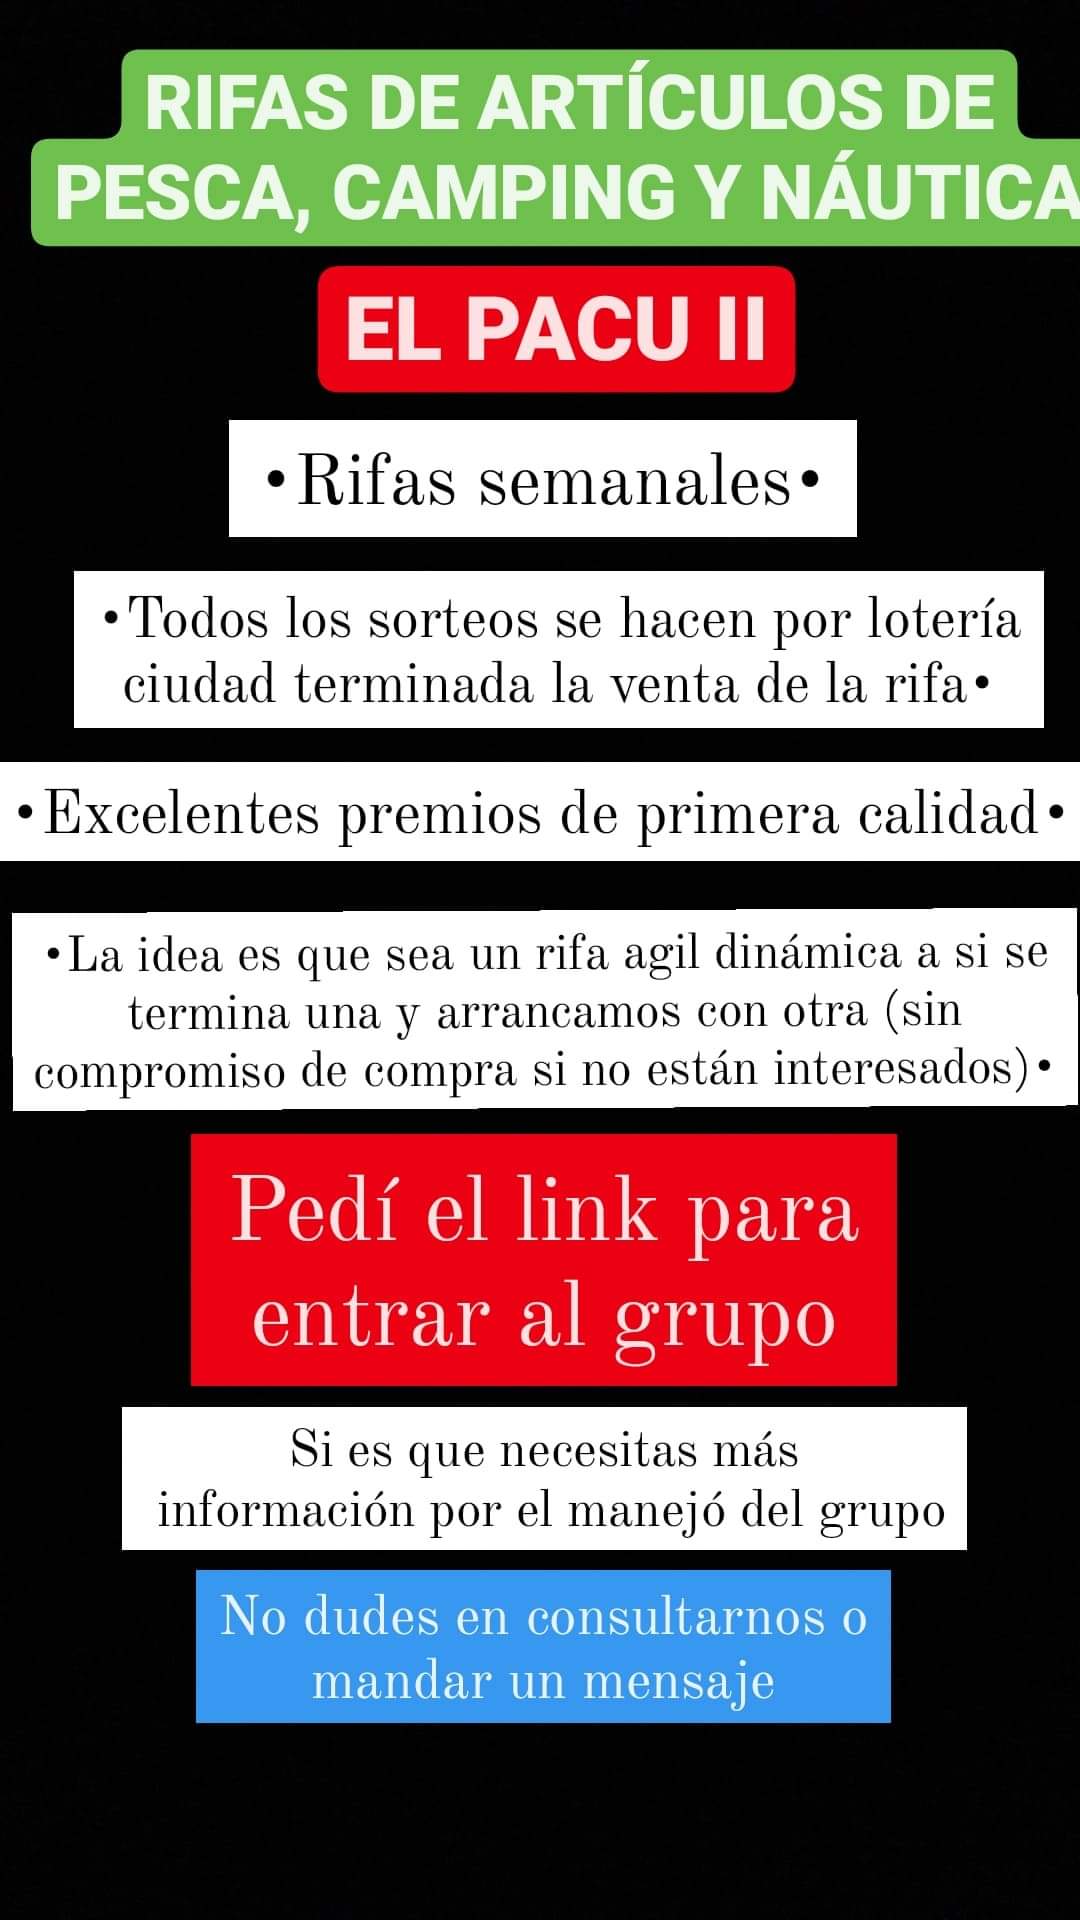 RIFAS DE ARTÍCULOS DE
PESCA, CAMPING Y NÁUTICA
EL PACU II
•Rifas semanales•
•Todos los sorteos se hacen por lotería
ciudad terminada la venta de la rifa•
•Excelentes premios de primera calidad•
•La idea es que sea un rifa agil dinámica a si se
termina una y arrancamos con otra (sin
compromiso de compra si no están interesados)•
Pedí el link para
entrar al grupo
Si es que necesitas más
información por el manejó del grupo
No dudes en consultarnos o
mandar un mensaje